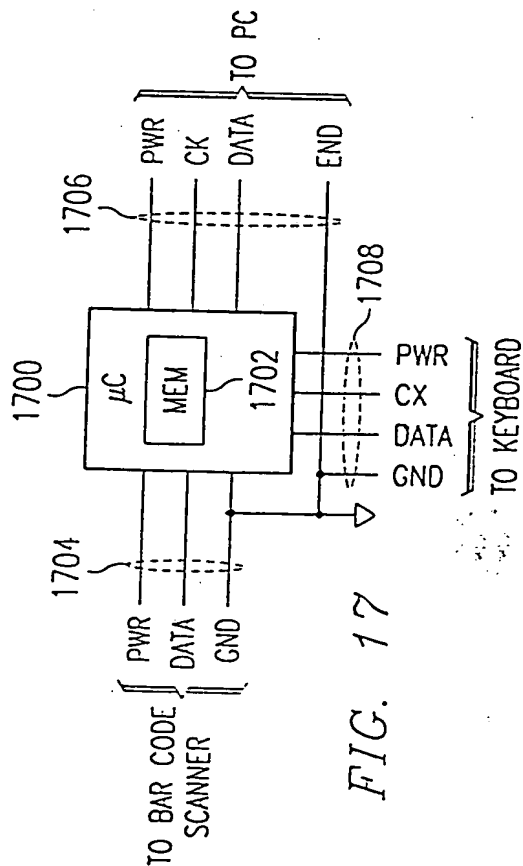 1700
1706
µC
MEM
1702
1704
PWR
DATA
GND
TO BAR CODE
SCANNER
PWR
CK
DATA
END
TO PC
1708
PWR
CX
DATA
GND
TO KEYBOARD
FIG. 17